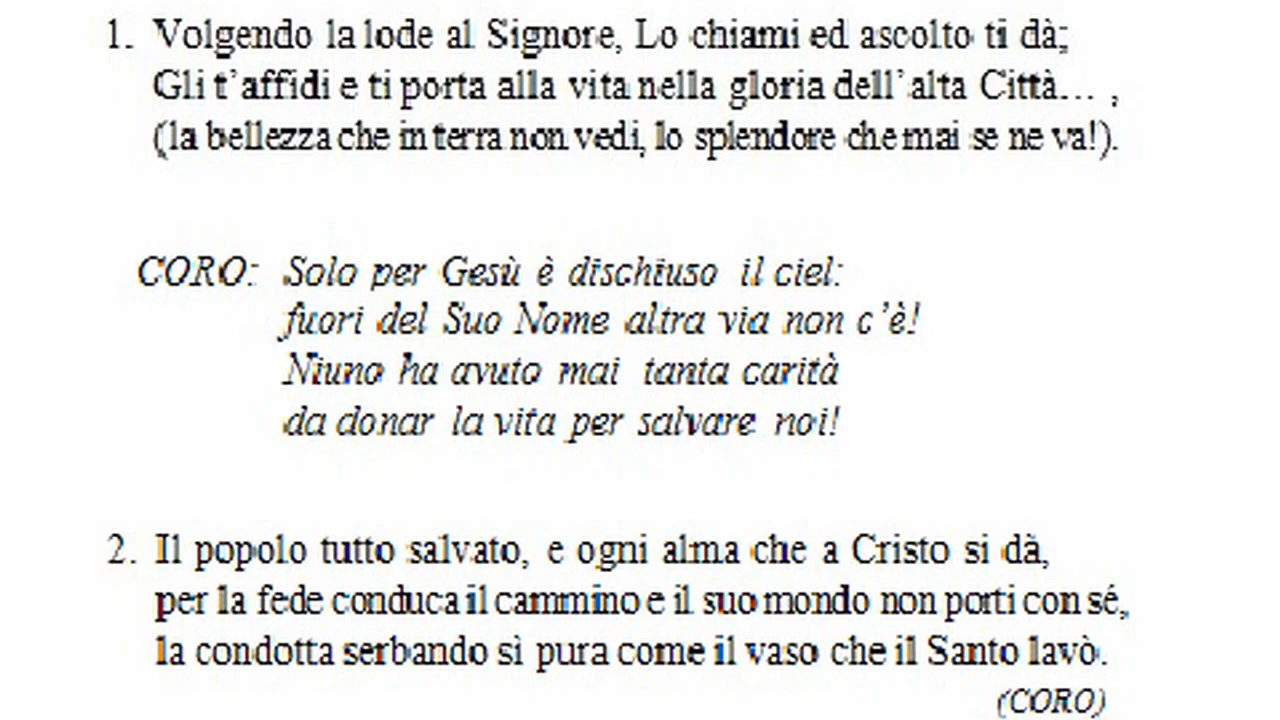 1. Volgendo la lode al Signore, Lo chiami ed ascolto ti dà;
Gli t’affidi e ti porta alla vita nella gloria dell’alta Città… ,
(la bellezza che in terra non vedi, lo splendore che mai se ne va!).
CORO: Solo per Gesù è dischiuso il ciel:
fuori del Suo Nome altra via non c’è!
Niuno ha avuto mai tanta carità
da donar la vita per salvare noi!
2. Il popolo tutto salvato, e ogni alma che a Cristo si dà,
per la fede conduca il cammino e il suo mondo non porti con sé,
la condotta serbando sì pura come il vaso che il Santo lavò.
(CORO)